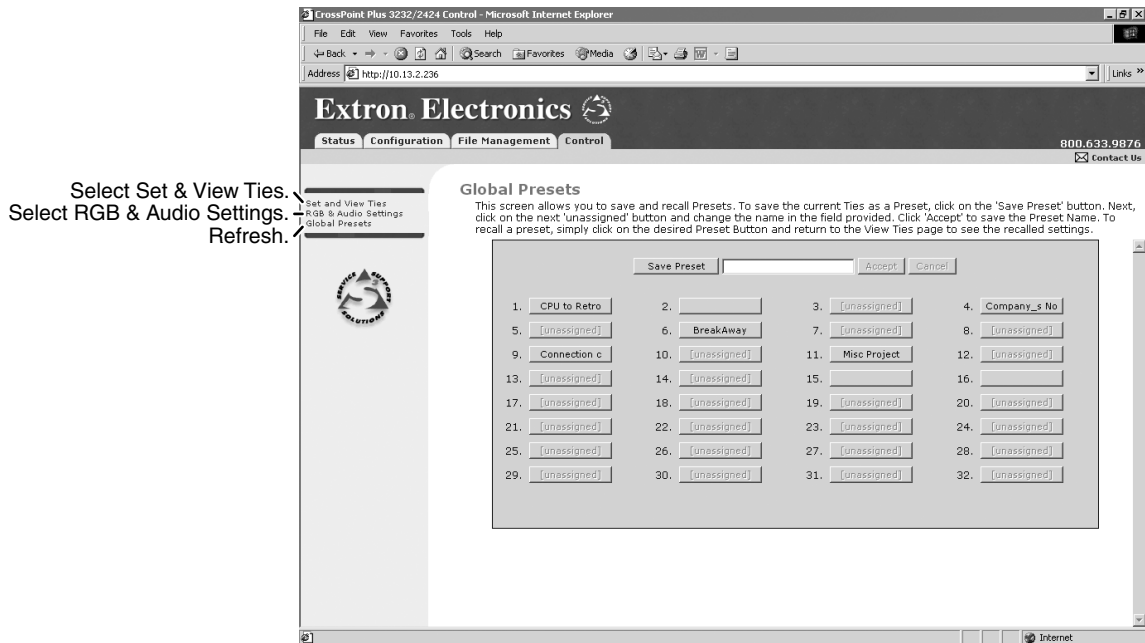 CrossPoint Plus 3232/2424 Control - Microsoft Internet Explorer
File Edit View Favorites Tools Help
Back Search Favorites Media
Address http://10.13.2.236 Links »
Extron® Electronics
Status Configuration File Management Control
800.633.9876
Contact Us
Select Set & View Ties.
Select RGB & Audio Settings.
Refresh.
Set and View Ties
RGB & Audio Settings
Global Presets
SERVICE SUPPORT SOLUTIONS
Global Presets
This screen allows you to save and recall Presets. To save the current Ties as a Preset, click on the 'Save Preset' button. Next,
click on the next 'unassigned' button and change the name in the field provided. Click 'Accept' to save the Preset Name. To
recall a preset, simply click on the desired Preset Button and return to the View Ties page to see the recalled settings.
Save Preset Accept Cancel
1. CPU to Retro 2. 3. [unassigned] 4. Company_s No
5. [unassigned] 6. BreakAway 7. [unassigned] 8. [unassigned]
9. Connection c 10. [unassigned] 11. Misc Project 12. [unassigned]
13. [unassigned] 14. [unassigned] 15. 16.
17. [unassigned] 18. [unassigned] 19. [unassigned] 20. [unassigned]
21. [unassigned] 22. [unassigned] 23. [unassigned] 24. [unassigned]
25. [unassigned] 26. [unassigned] 27. [unassigned] 28. [unassigned]
29. [unassigned] 30. [unassigned] 31. [unassigned] 32. [unassigned]
Internet